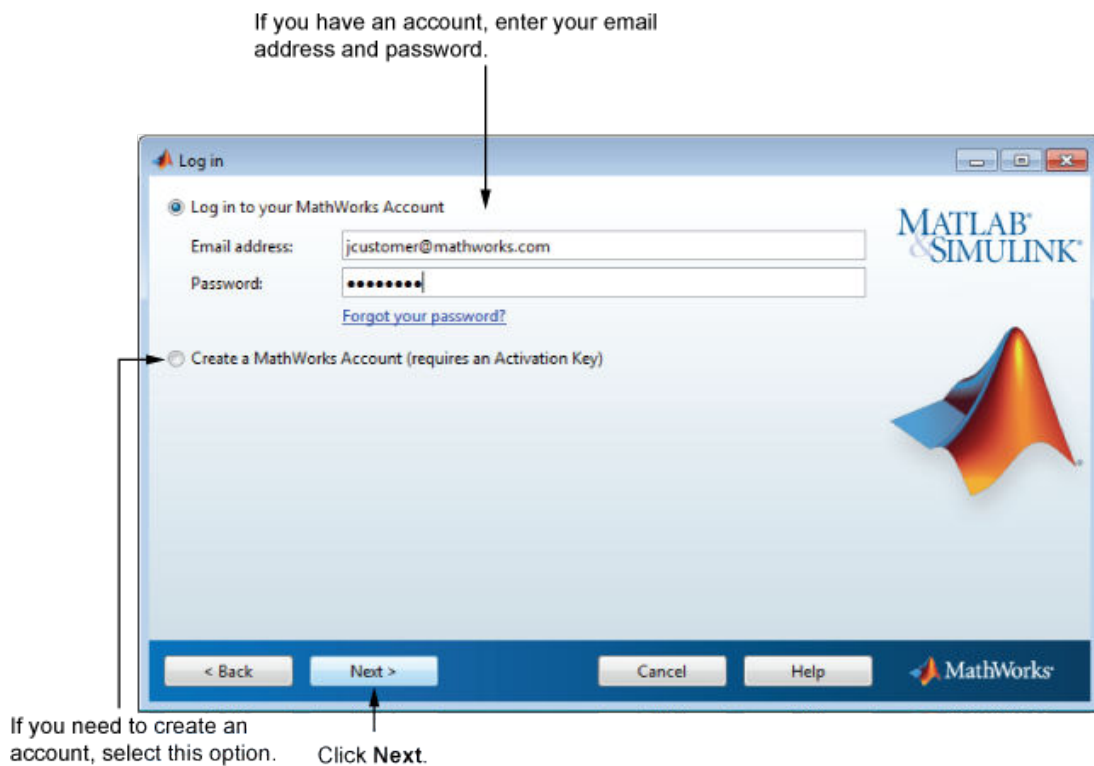 If you have an account, enter your email
address and password.
Log in
Log in to your MathWorks Account
MATLAB®
&SIMULINK®
Email address:
jcustomer@mathworks.com
Password:
••••••••
Forgot your password?
Create a MathWorks Account (requires an Activation Key)
< Back
Next >
Cancel
Help
MathWorks®
If you need to create an
account, select this option.
Click Next.